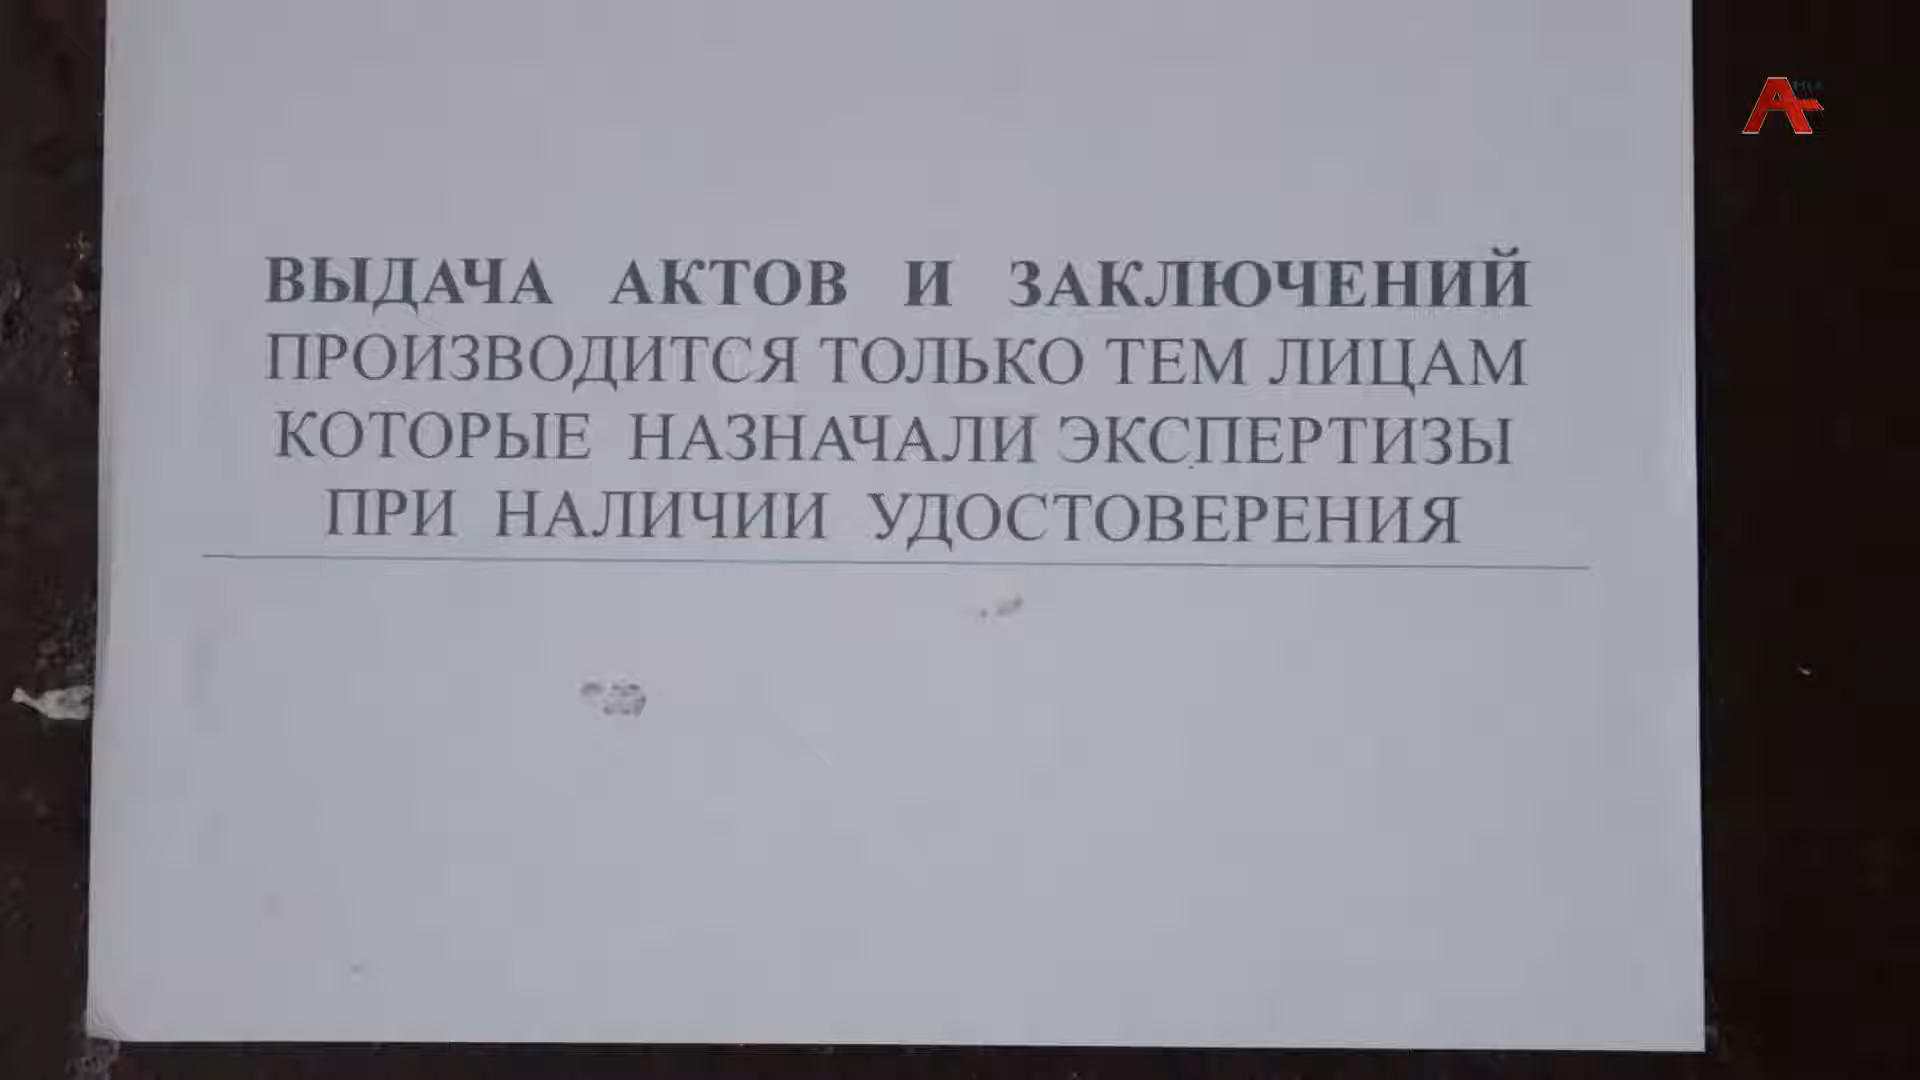 ВЫДАЧА АКТОВ И ЗАКЛЮЧЕНИЙ
ПРОИЗВОДИТСЯ ТОЛЬКО ТЕМ ЛИЦАМ
КОТОРЫЕ НАЗНАЧАЛИ ЭКСПЕРТИЗЫ
ПРИ НАЛИЧИИ УДОСТОВЕРЕНИЯ